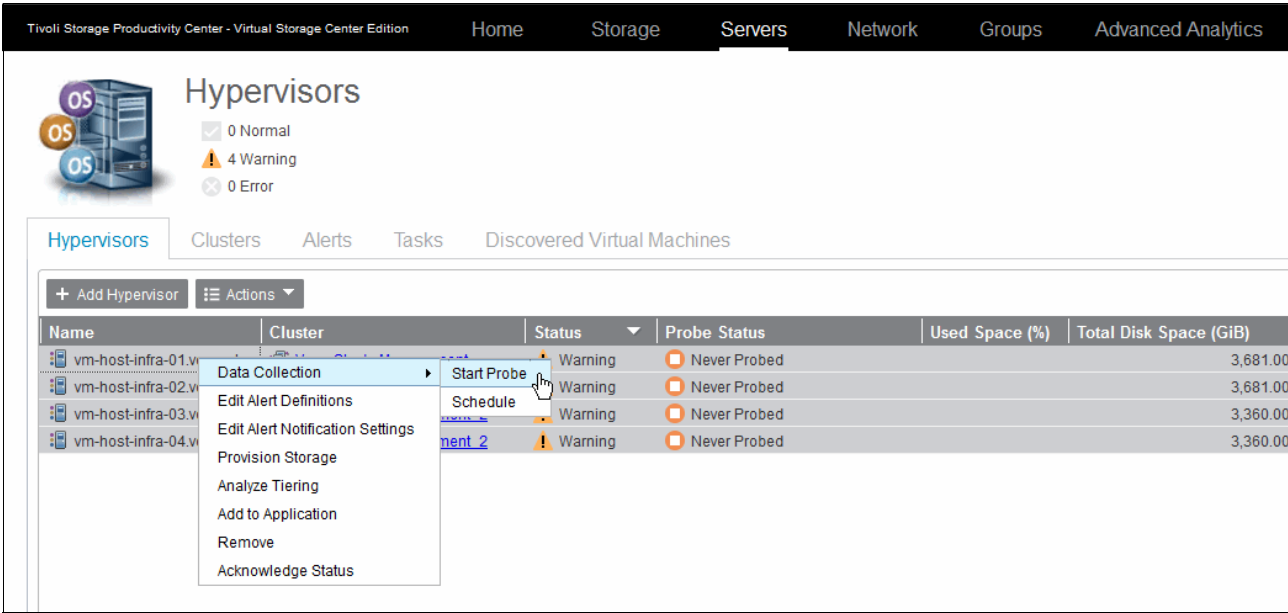 Tivoli Storage Productivity Center - Virtual Storage Center Edition Home Storage Servers Network Groups Advanced Analytics
OS
OS
OS
Hypervisors
0 Normal
4 Warning
0 Error
Hypervisors Clusters Alerts Tasks Discovered Virtual Machines
+ Add Hypervisor Actions
Name Cluster Status Probe Status Used Space (%) Total Disk Space (GiB)
vm-host-infra-01.v Warning Never Probed 3,681.00
vm-host-infra-02.v Warning Never Probed 3,681.00
vm-host-infra-03.v Warning Never Probed 3,360.00
vm-host-infra-04.v ment_2 Warning Never Probed 3,360.00
Data Collection
Edit Alert Definitions
Edit Alert Notification Settings
Provision Storage
Analyze Tiering
Add to Application
Remove
Acknowledge Status
Start Probe
Schedule